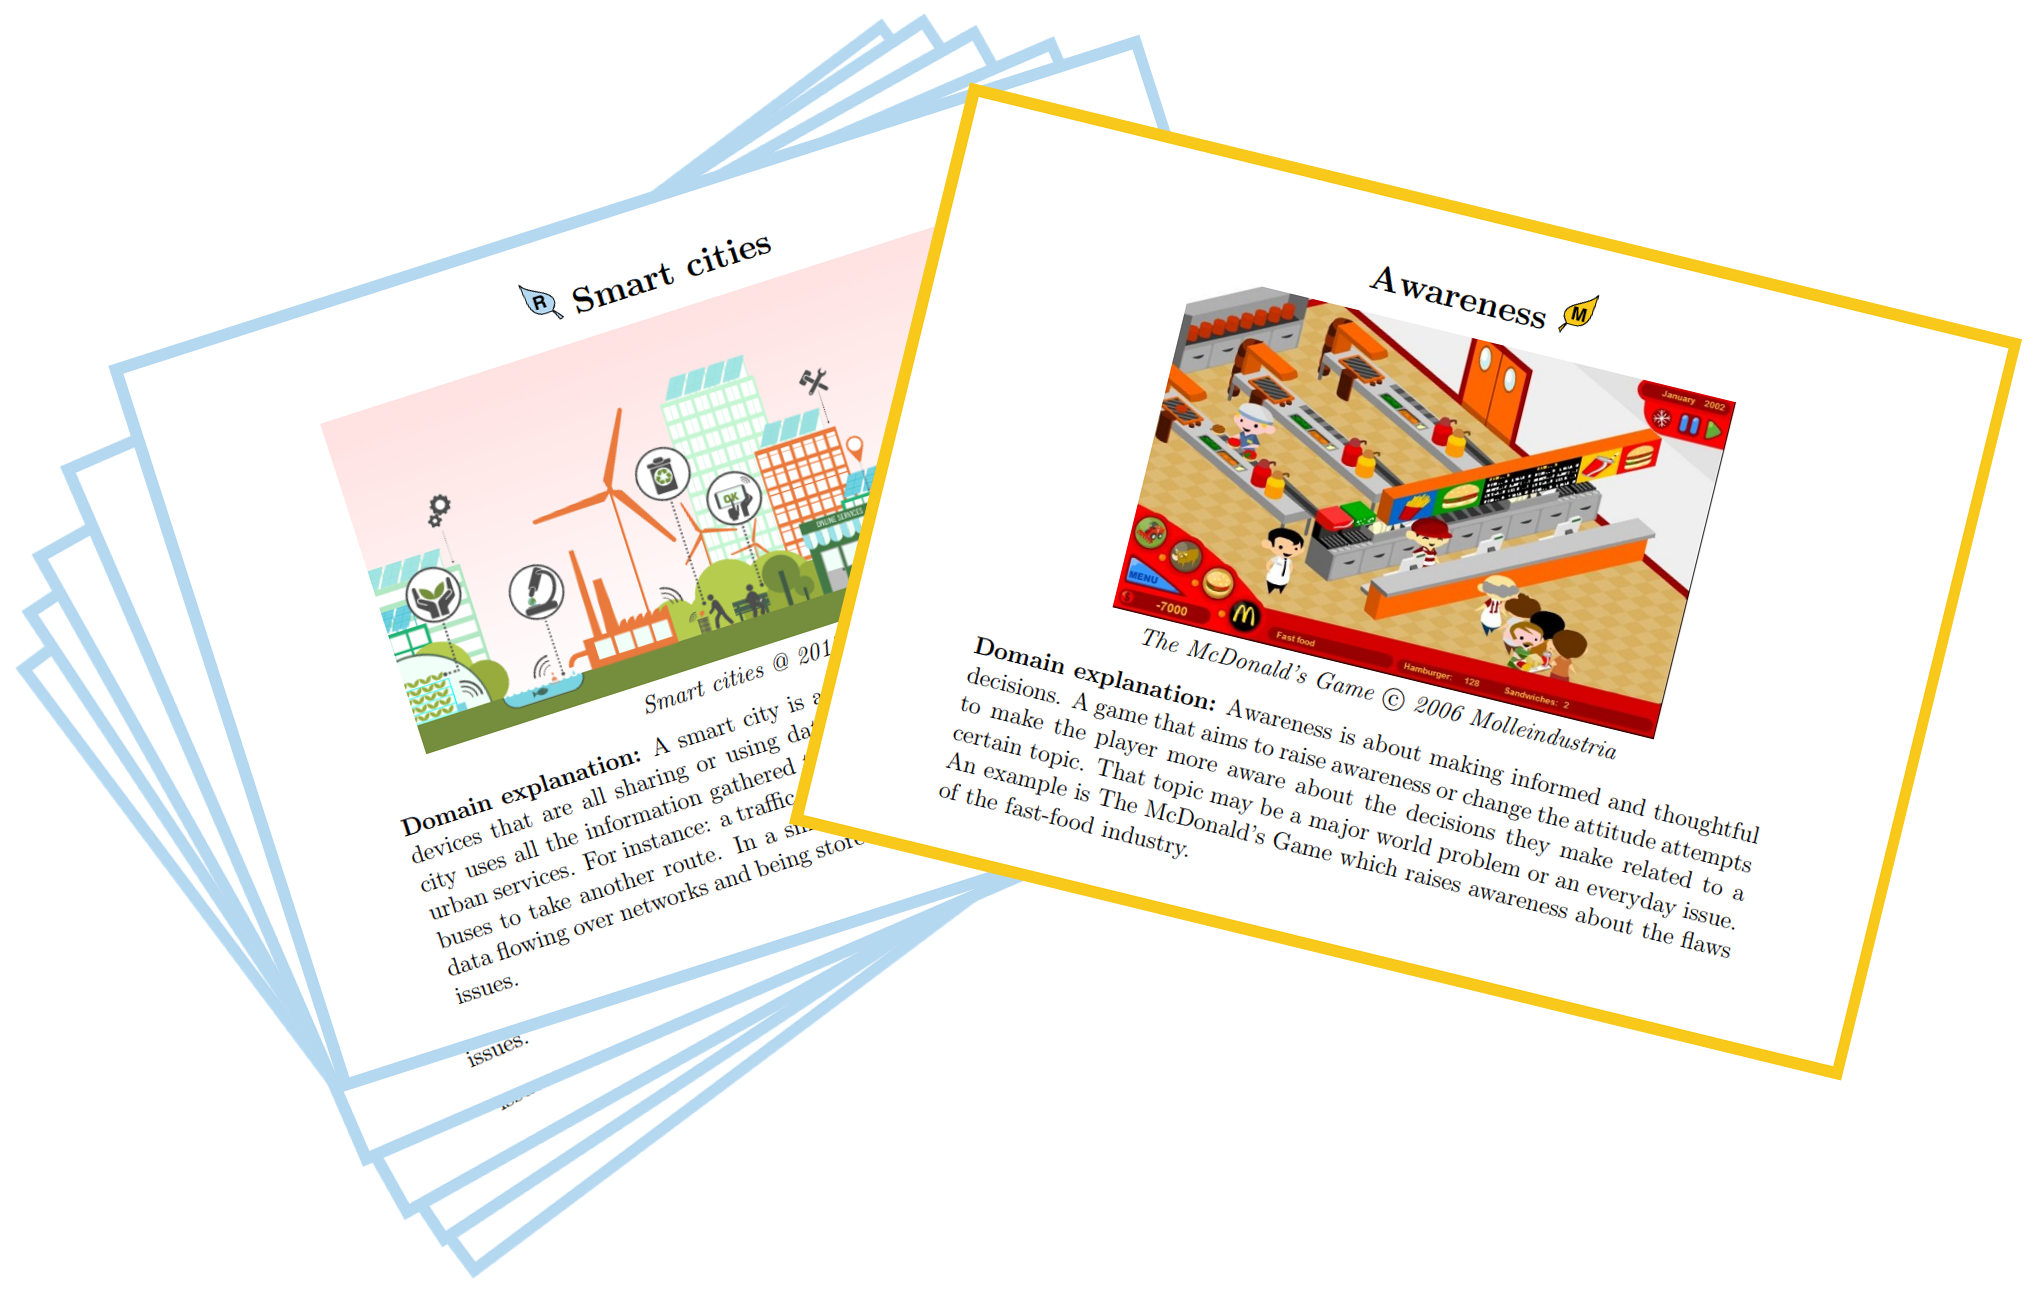 R Smart cities
OK
ONLINE SERVICES
Smart cities @ 201
Domain explanation: A smart city is a
devices that are all sharing or using
city uses all the information gathered
urban services. For instance: a traffic
buses to take another route. In a
data flowing over networks and being
issues.
issues.
Awareness M
January 2002
MENU
-7000
Fast food
Hamburger: 128
Sandwiches: 2
The McDonald's Game © 2006 Molleindustria
Domain explanation: Awareness is about making informed and thoughtful
decisions. A game that aims to raise awareness or change the attitude attempts
to make the player more aware about the decisions they make related to a
certain topic. That topic may be a major world problem or an everyday issue.
An example is The McDonald's Game which raises awareness about the flaws
of the fast-food industry.